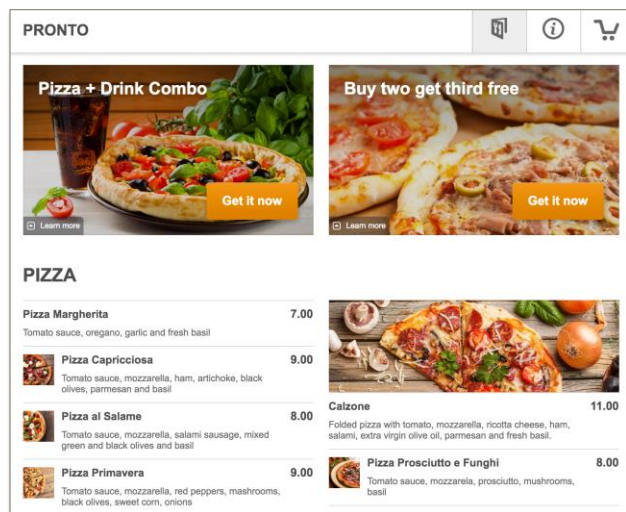 PRONTO
Pizza + Drink Combo
Get it now
Learn more
Buy two get third free
Get it now
Learn more
PIZZA
Pizza Margherita 7.00
Tomato sauce, oregano, garlic and fresh basil
Pizza Capricciosa 9.00
Tomato sauce, mozzarella, ham, artichoke, black
olives, parmesan and basil
Pizza al Salame 8.00
Tomato sauce, mozzarella, salami sausage, mixed
green and black olives and basil
Pizza Primavera 9.00
Tomato sauce, mozzarella, red peppers, mashrooms,
black olives, sweet corn, onions
Calzone 11.00
Folded pizza with tomato, mozzarella, ricotta cheese, ham,
salami, extra virgin olive oil, parmesan and fresh basil.
Pizza Prosciutto e Funghi 8.00
Tomato sauce, mozzarela, prosciutto, mushrooms,
basil